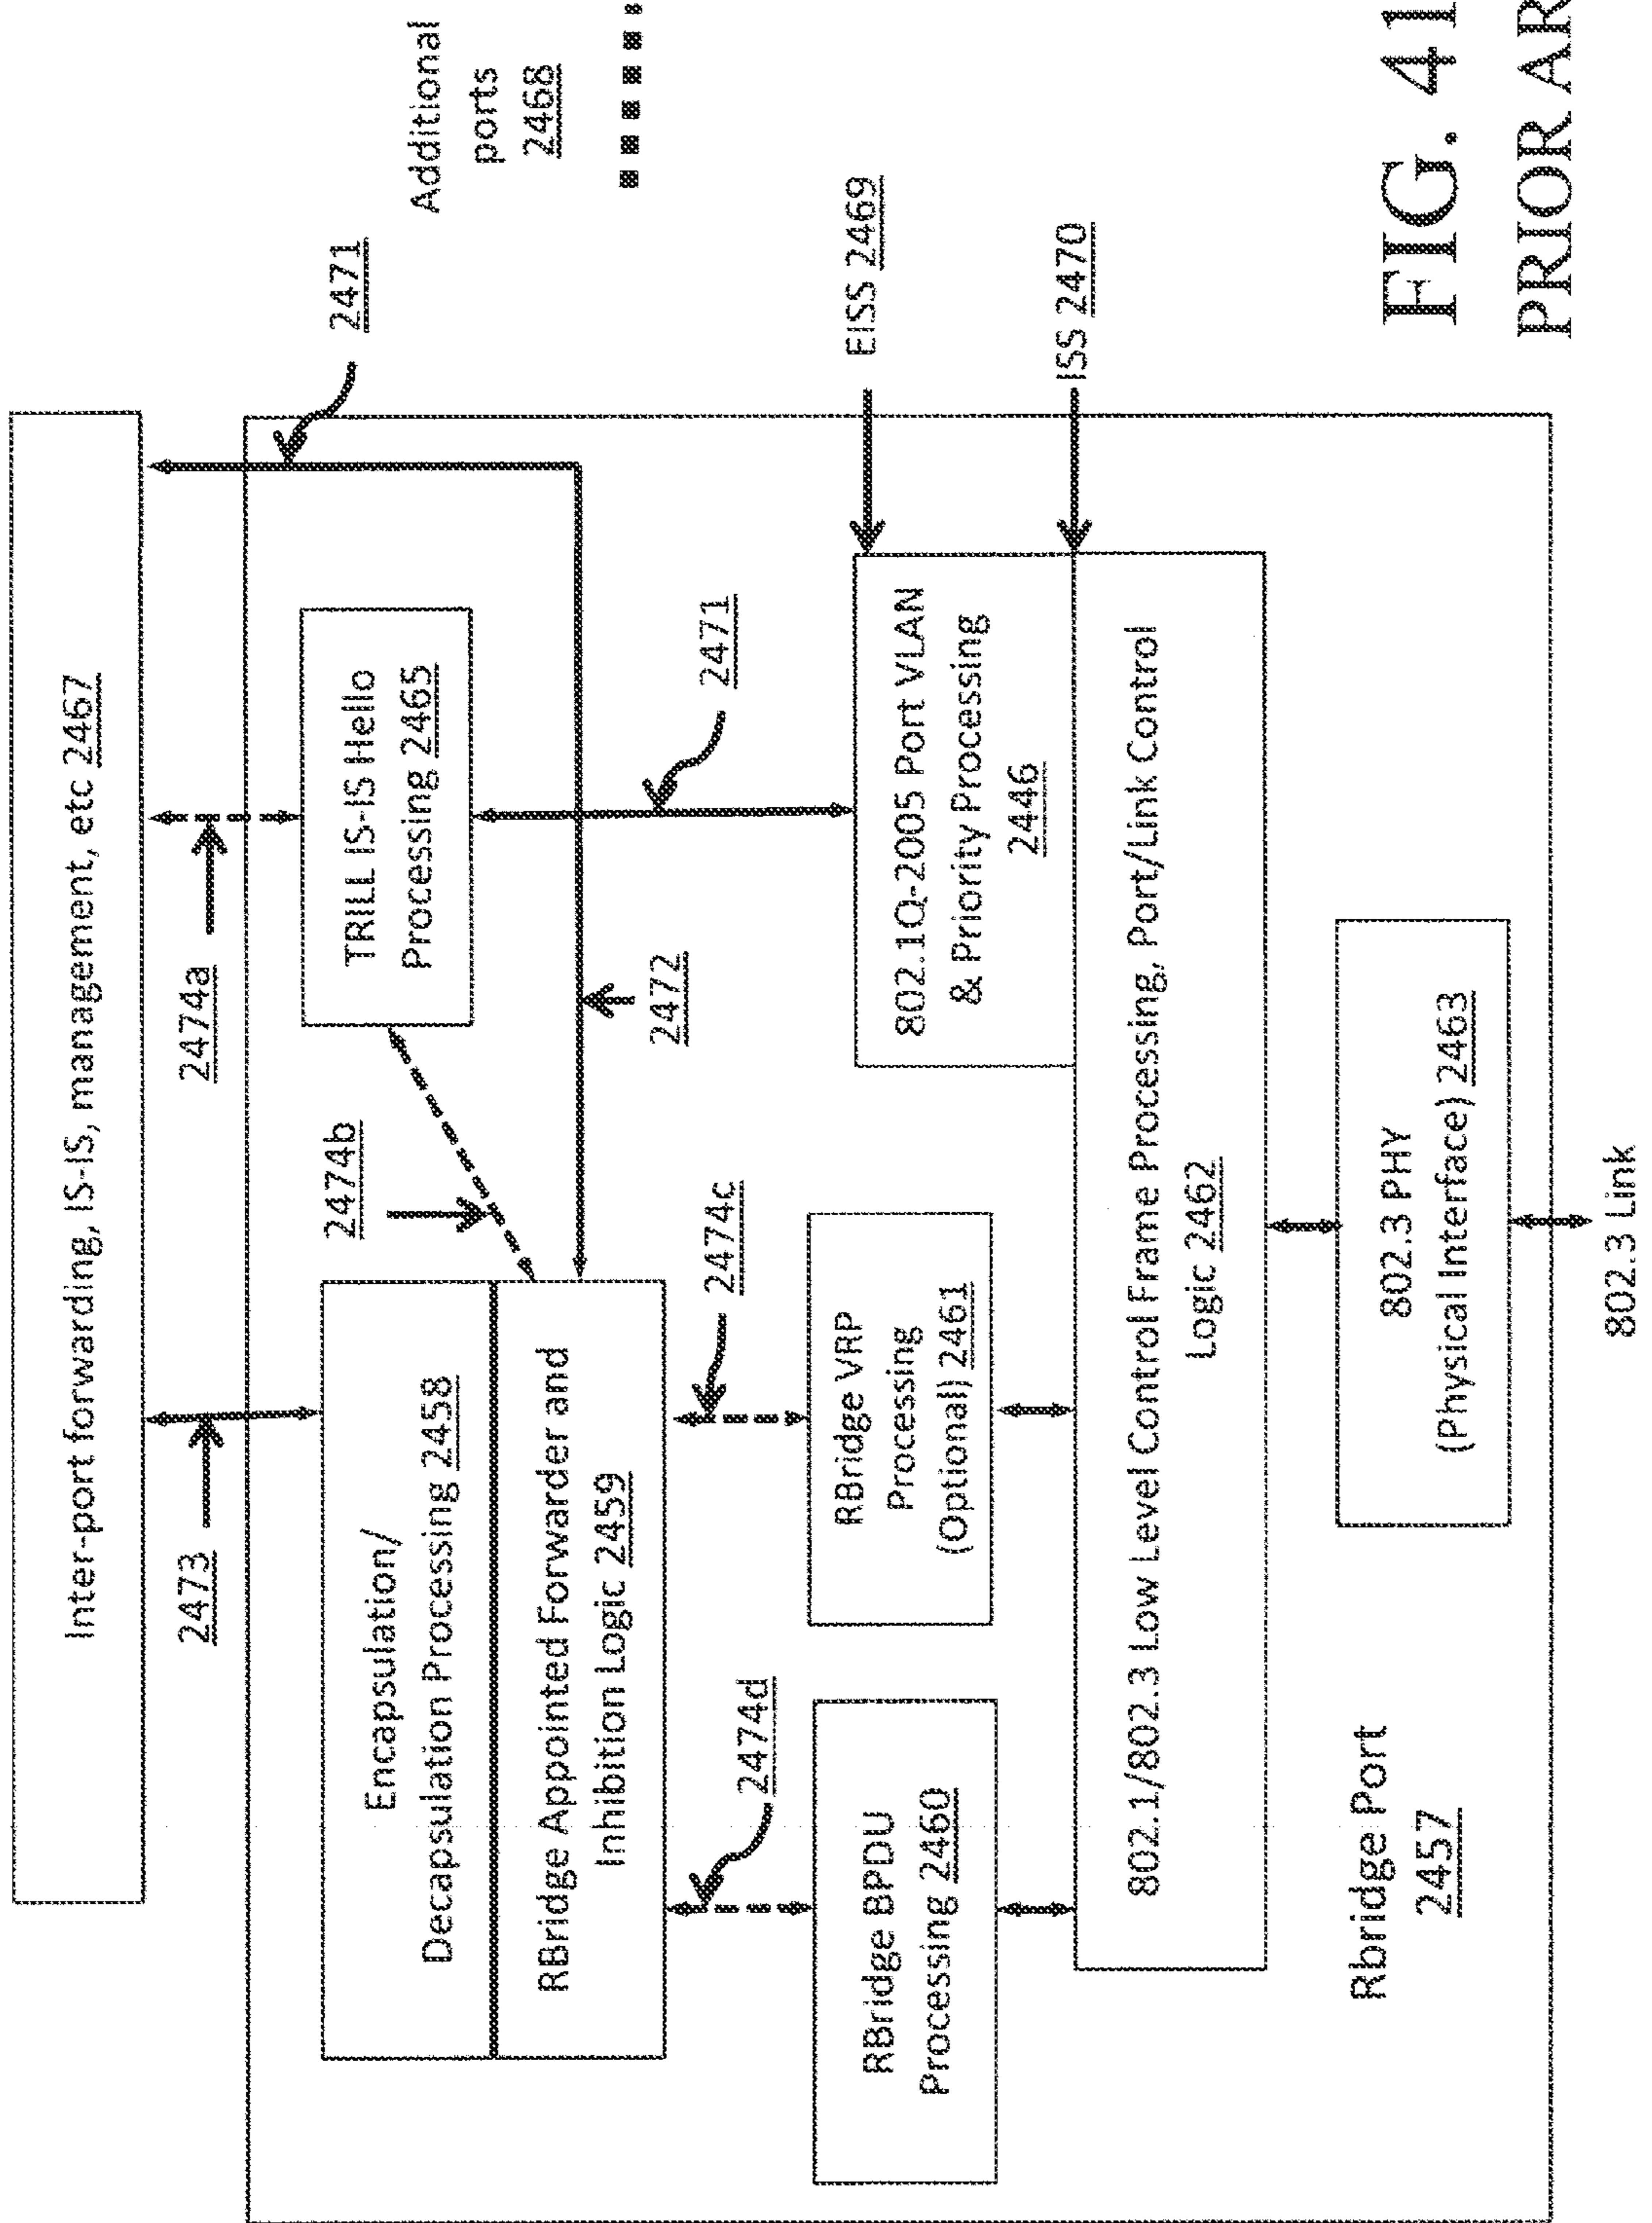 Inter-port forwarding, IS-IS, management, etc 2467
2473
2474a
2471
Additional
ports
2468
Encapsulation/
Decapsulation Processing 2458
RBridge Appointed Forwarder and
Inhibition Logic 2459
2474b
TRILL IS-IS Hello
Processing 2465
2472
2471
2474d
2474c
RBridge BPDU
Processing 2460
RBridge VRP
Processing
(Optional) 2461
802.1Q-2005 Port VLAN
& Priority Processing
2446
EISS 2469
ISS 2470
802.1/802.3 Low Level Control Frame Processing, Port/Link Control
Logic 2462
Rbridge Port
2457
802.3 PHY
(Physical Interface) 2463
802.3 Link
FIG. 41
PRIOR AR